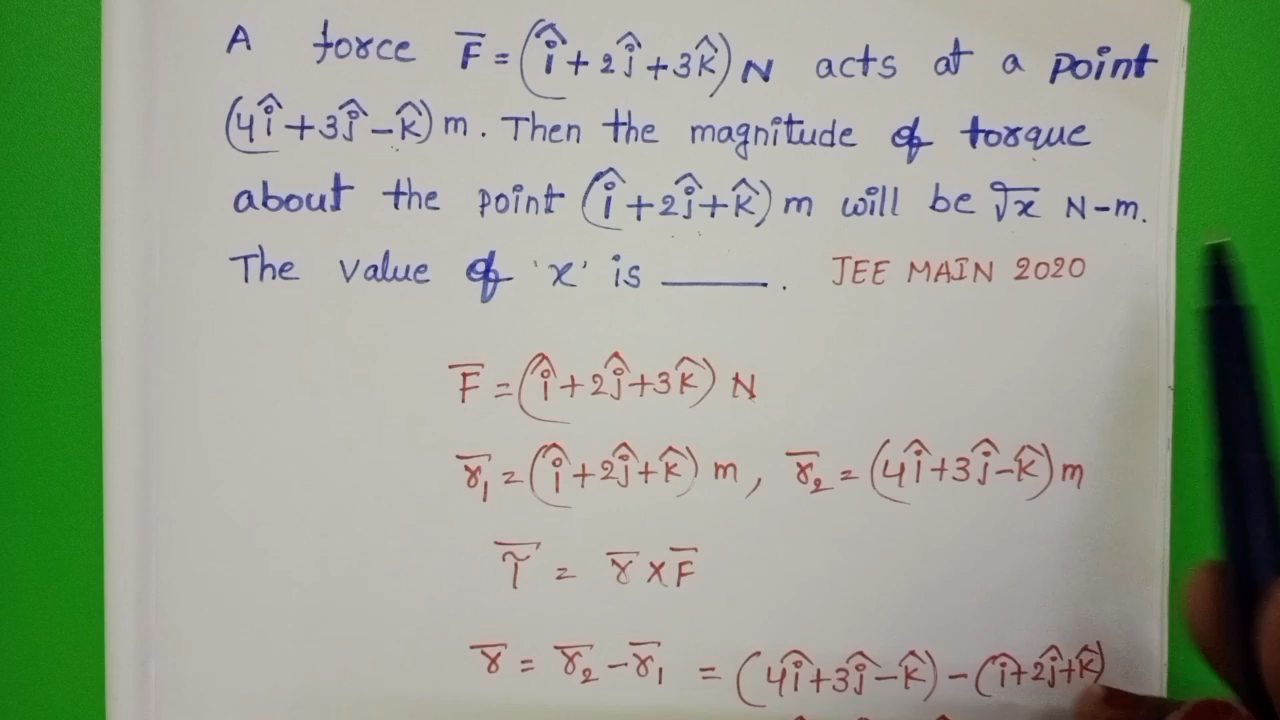 A force F̅ = (î + 2ĵ + 3k̂) N acts at a point
(4î + 3ĵ − k̂) m. Then the magnitude of torque
about the point (î + 2ĵ + k̂) m will be √x N-m.
The value of 'x' is ____. JEE MAIN 2020
F̅ = (î + 2ĵ + 3k̂) N
r̅₁ = (î + 2ĵ + k̂) m, r̅₂ = (4î + 3ĵ − k̂) m
τ̅ = r̅ × F̅
r̅ = r̅₂ − r̅₁ = (4î + 3ĵ − k̂) − (î + 2ĵ + k̂)